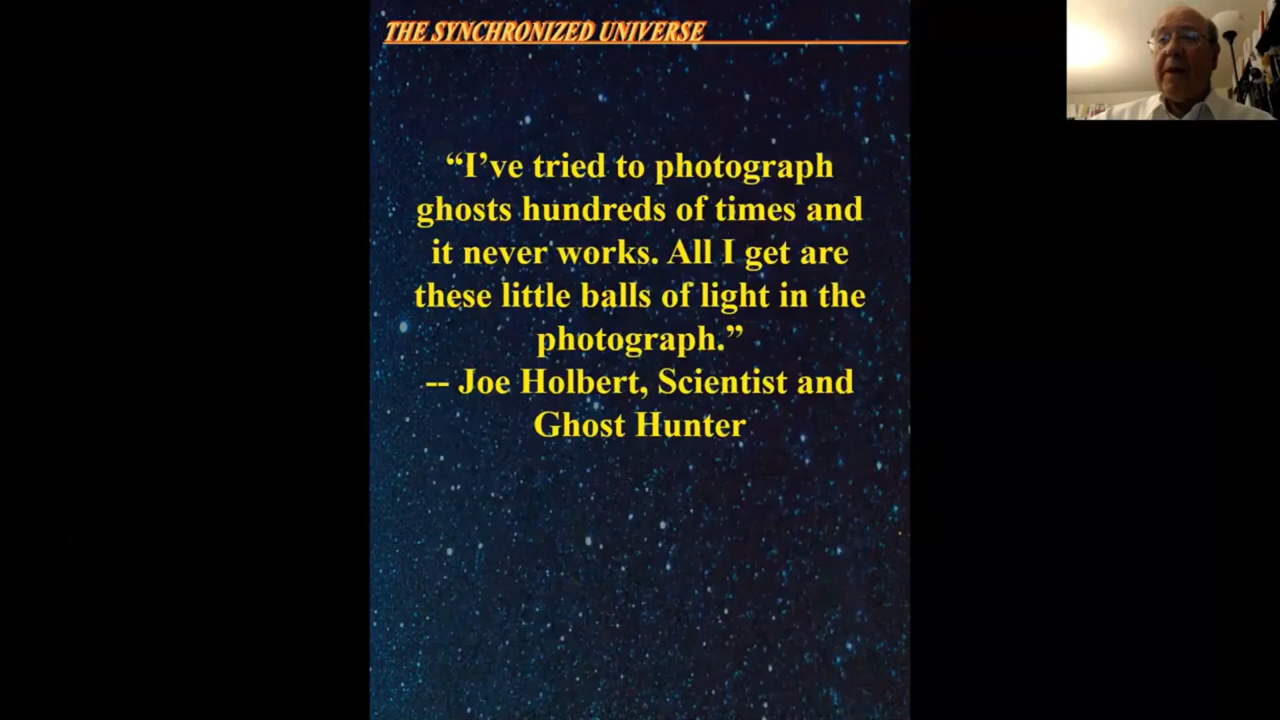 THE SYNCHRONIZED UNIVERSE
“I’ve tried to photograph
ghosts hundreds of times and
it never works. All I get are
these little balls of light in the
photograph.”
-- Joe Holbert, Scientist and
Ghost Hunter